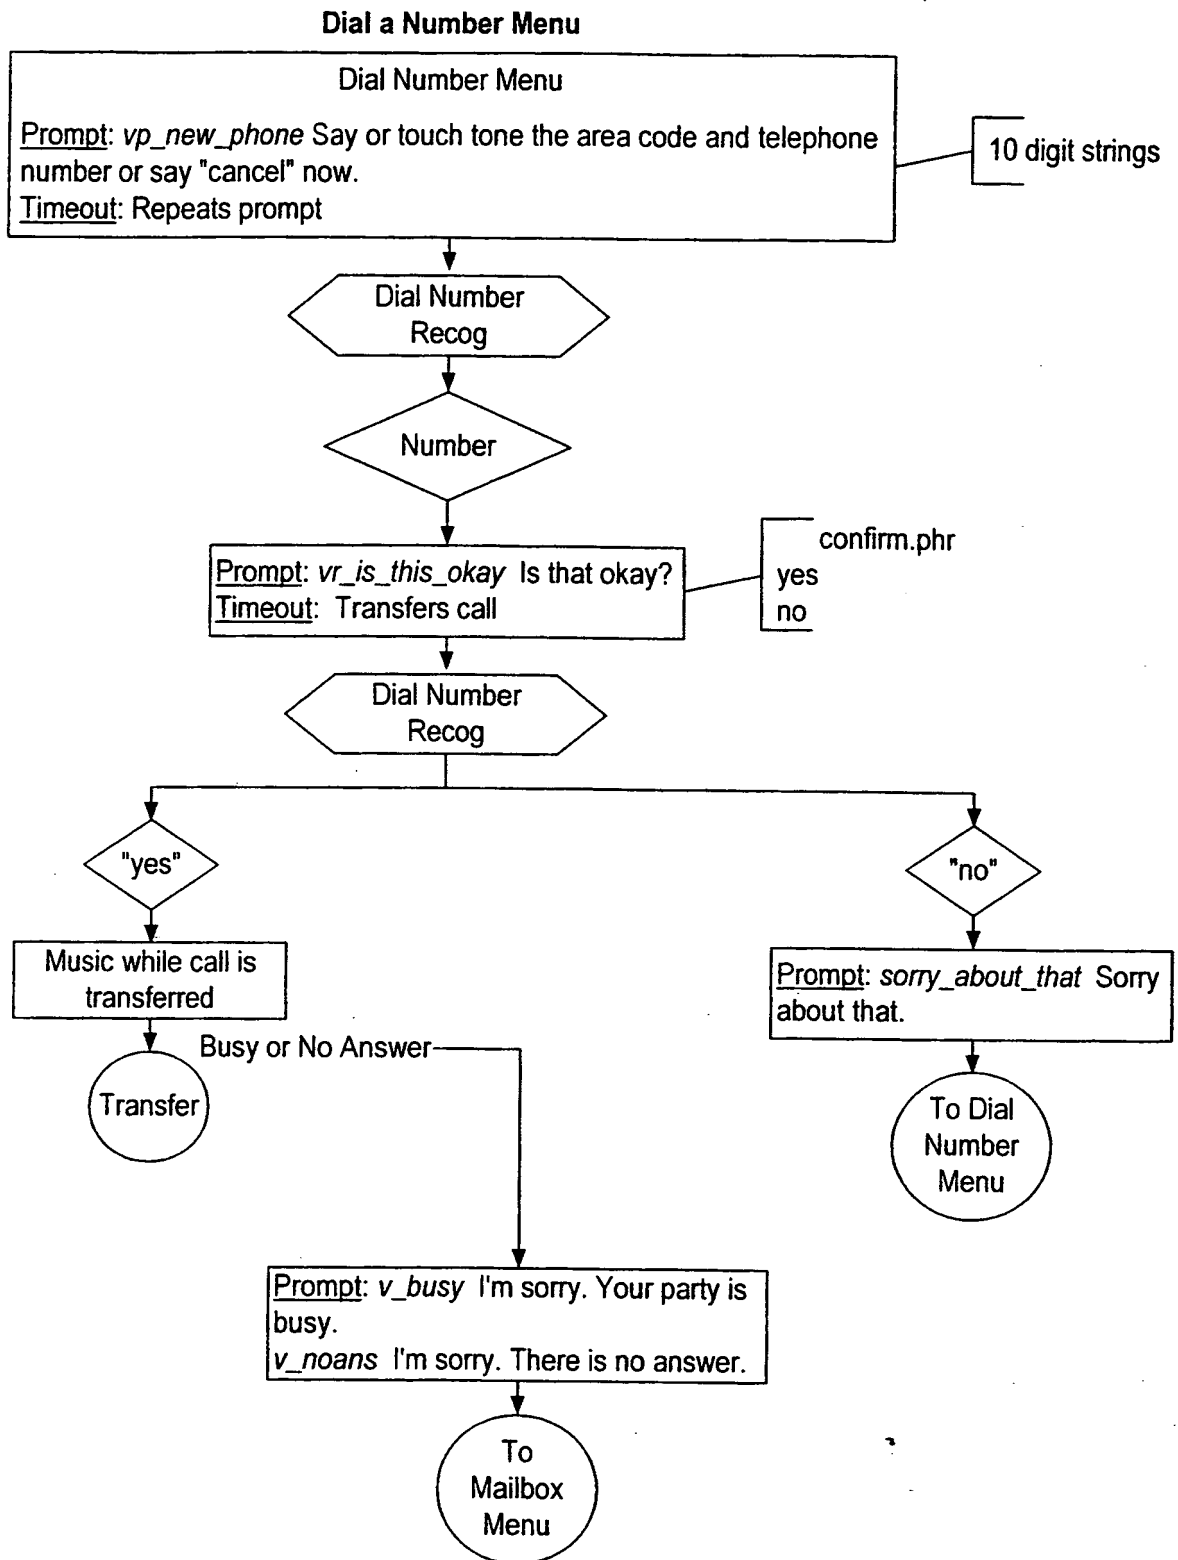 Dial a Number Menu
Dial Number Menu
Prompt: vp_new_phone Say or touch tone the area code and telephone
number or say "cancel" now.
Timeout: Repeats prompt
10 digit strings
Dial Number
Recog
Number
Prompt: vr_is_this_okay Is that okay?
Timeout: Transfers call
confirm.phr
yes
no
Dial Number
Recog
"yes"
"no"
Music while call is
transferred
Prompt: sorry_about_that Sorry
about that.
Busy or No Answer
Transfer
To Dial
Number
Menu
Prompt: v_busy I'm sorry. Your party is
busy.
v_noans I'm sorry. There is no answer.
To
Mailbox
Menu